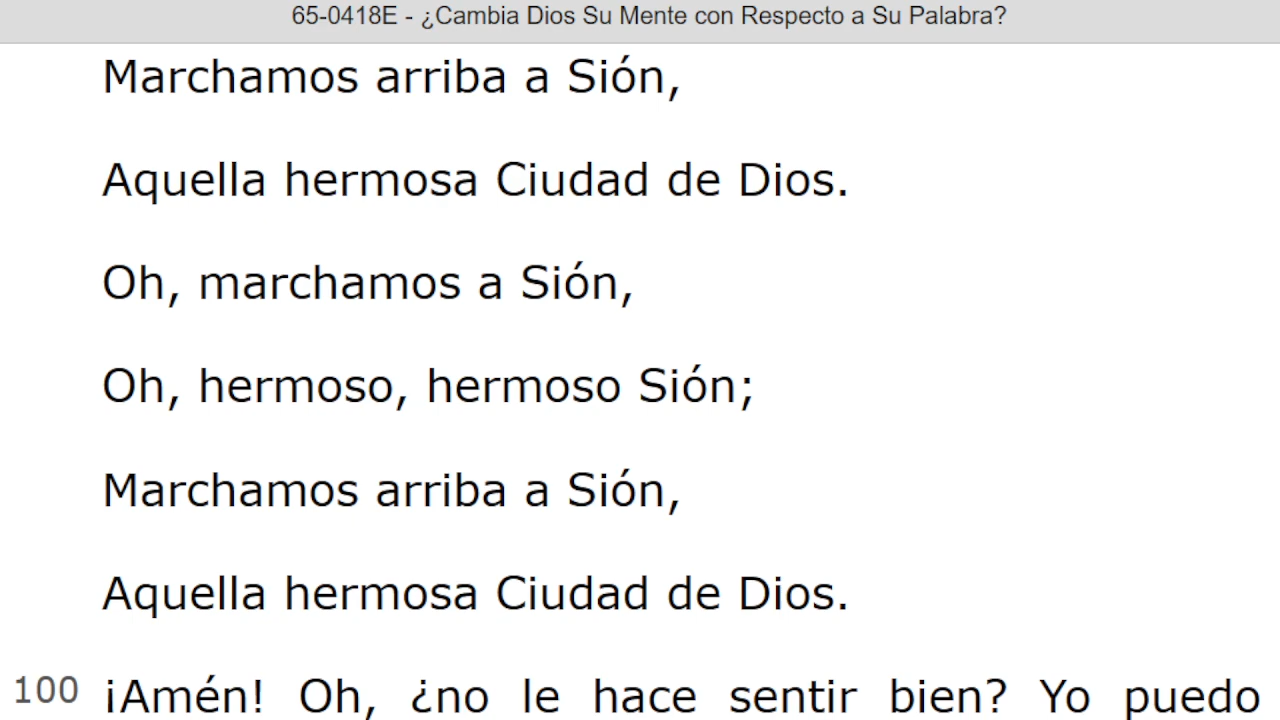 65-0418E - ¿Cambia Dios Su Mente con Respecto a Su Palabra?
Marchamos arriba a Sión,
Aquella hermosa Ciudad de Dios.
Oh, marchamos a Sión,
Oh, hermoso, hermoso Sión;
Marchamos arriba a Sión,
Aquella hermosa Ciudad de Dios.
100 ¡Amén! Oh, ¿no le hace sentir bien? Yo puedo